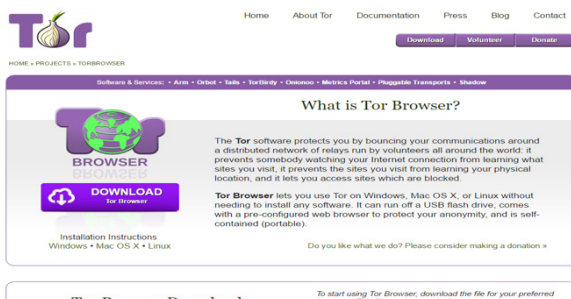 Tor
Home About Tor Documentation Press Blog Contact
Download Volunteer Donate
HOME » PROJECTS » TORBROWSER
Software & Services: • Arm • Orbot • Tails • TorBirdy • Onionoo • Metrics Portal • Pluggable Transports • Shadow
What is Tor Browser?
Tor
BROWSER
DOWNLOAD
Tor Browser
Installation Instructions
Windows • Mac OS X • Linux
The Tor software protects you by bouncing your communications around
a distributed network of relays run by volunteers all around the world: it
prevents somebody watching your Internet connection from learning what
sites you visit, it prevents the sites you visit from learning your physical
location, and it lets you access sites which are blocked.
Tor Browser lets you use Tor on Windows, Mac OS X, or Linux without
needing to install any software. It can run off a USB flash drive, comes
with a pre-configured web browser to protect your anonymity, and is self-
contained (portable).
Do you like what we do? Please consider making a donation »
To start using Tor Browser, download the file for your preferred